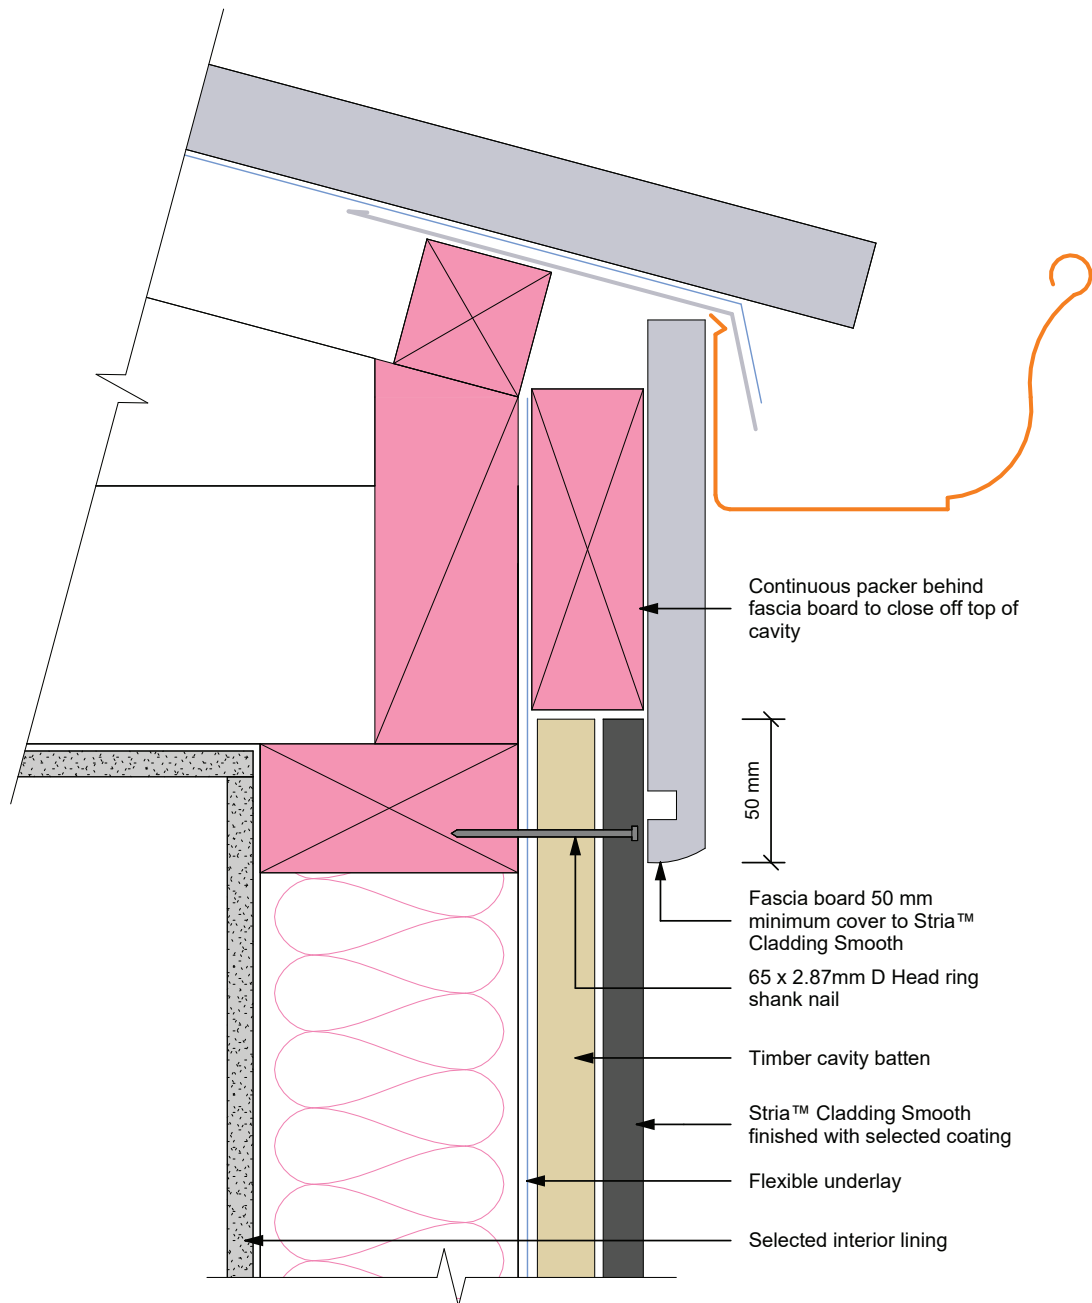 Continuous packer behind
fascia board to close off top of
cavity
50 mm
Fascia board 50 mm
minimum cover to Stria™
Cladding Smooth
65 x 2.87mm D Head ring
shank nail
Timber cavity batten
Stria™ Cladding Smooth
finished with selected coating
Flexible underlay
Selected interior lining